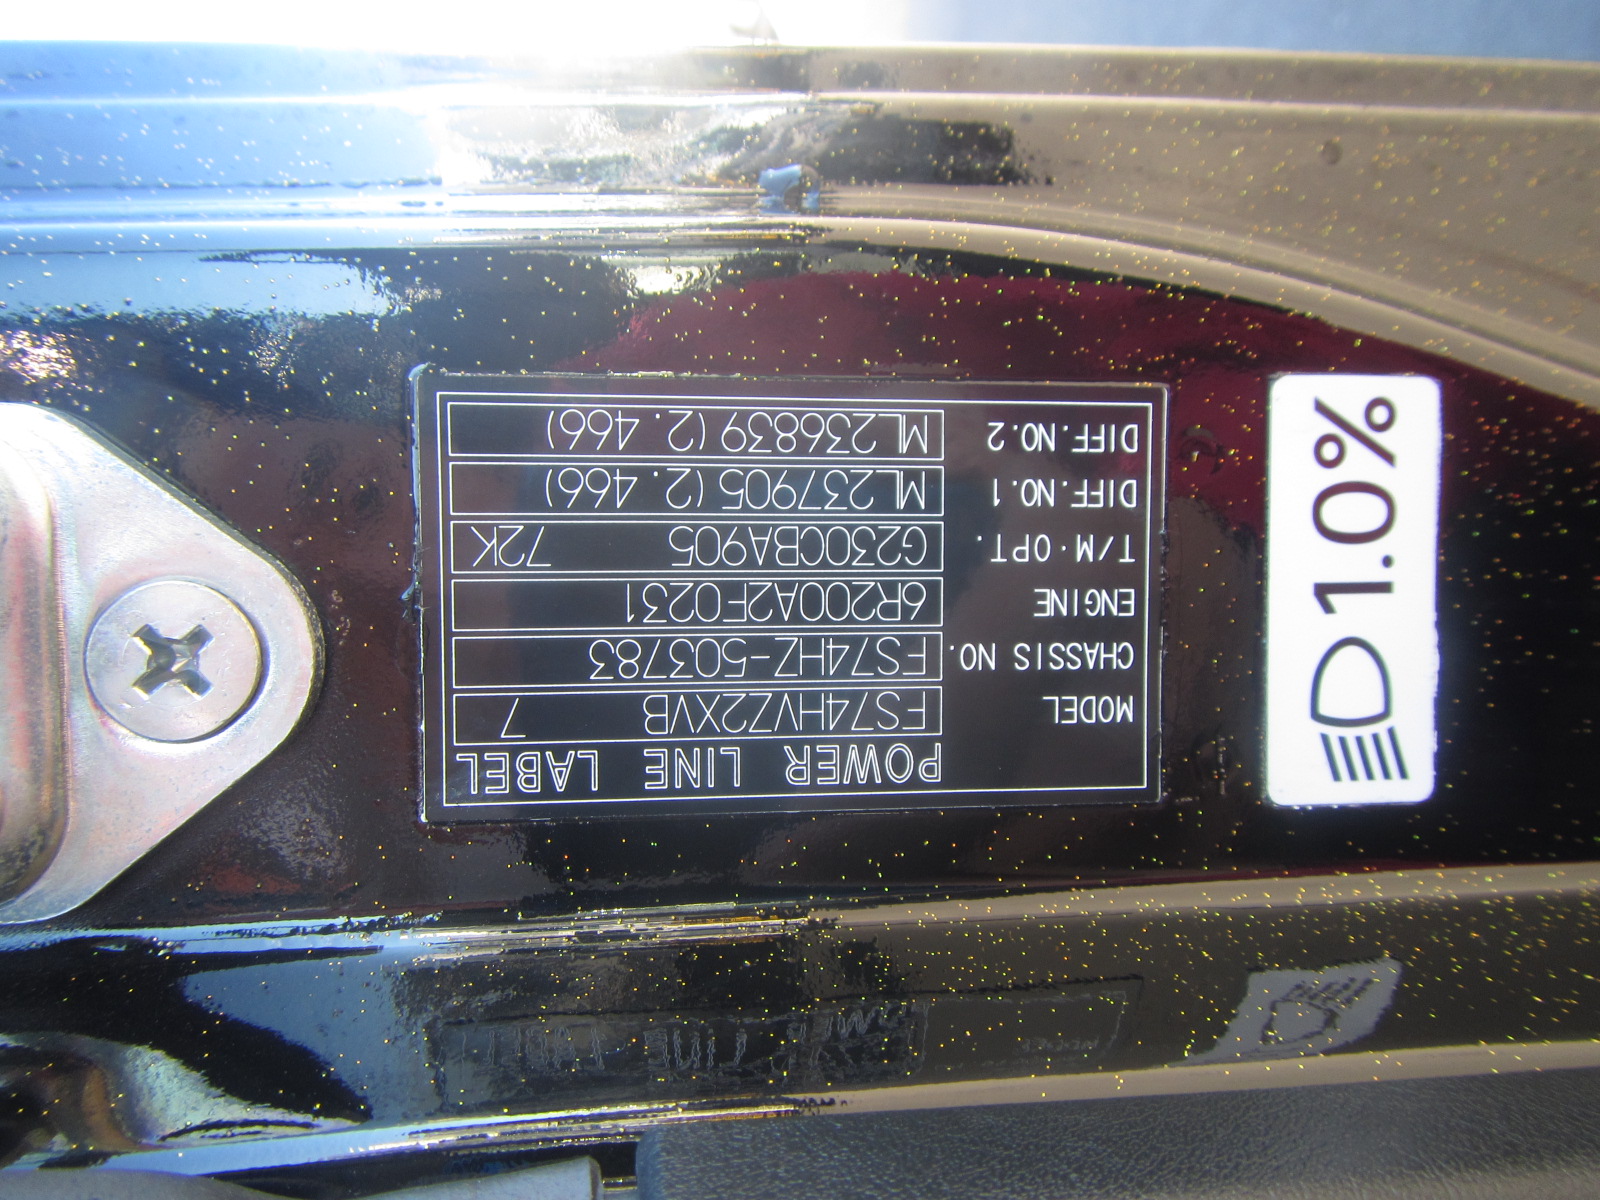 POWER LINE LABEL
MODEL FS74HVZ2XVB 7
CHASSIS NO. FS74HZ-503783
ENGINE 6R200A2F0231
T/M·OPT. G230CBA905 72K
DIFF.NO.1 ML237905(2.466)
DIFF.NO.2 ML236839(2.466)
1.0%